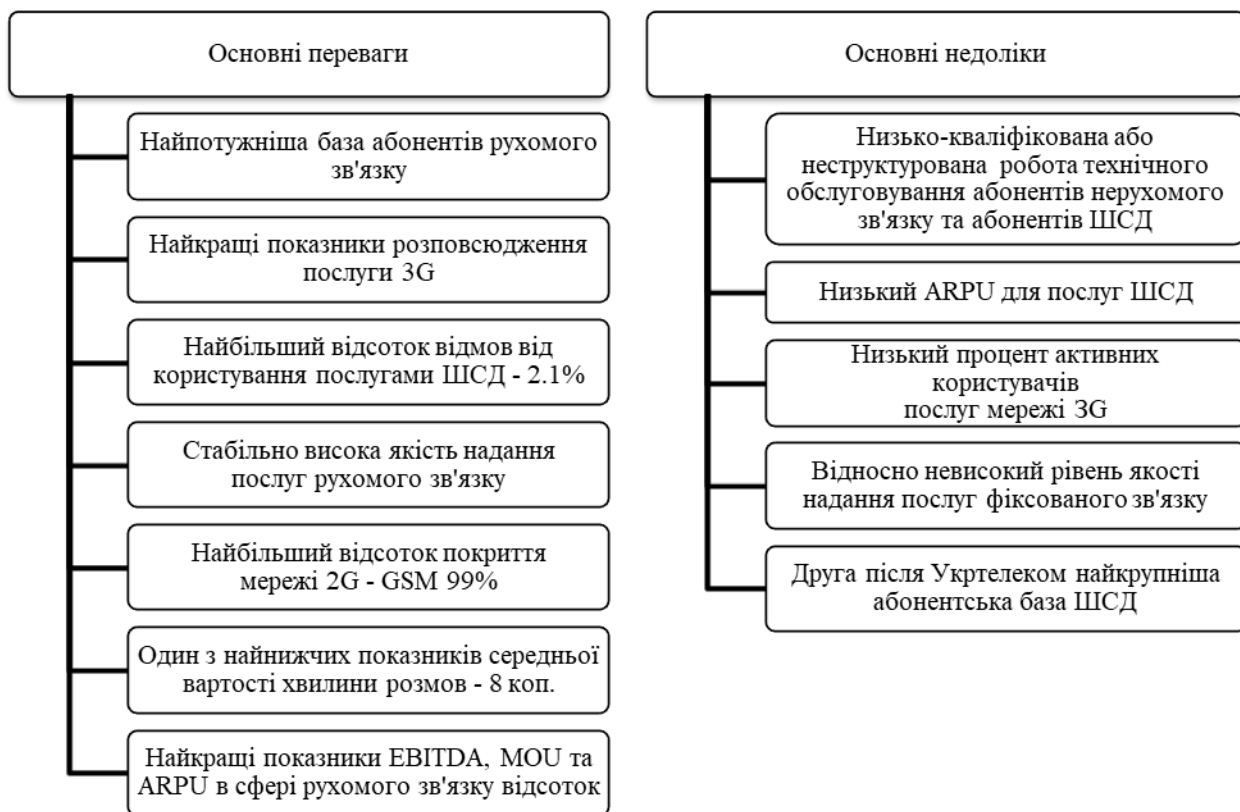 Основні переваги
Найпотужніша база абонентів рухомого
зв'язку
Найкращі показники розповсюдження
послуги 3G
Найбільший відсоток відмов від
користування послугами ШСД - 2.1%
Стабільно висока якість надання
послуг рухомого зв'язку
Найбільший відсоток покриття
мережі 2G - GSM 99%
Один з найнижчих показників середньої
вартості хвилини розмов - 8 коп.
Найкращі показники EBITDA, MOU та
ARPU в сфері рухомого зв'язку відсоток
Основні недоліки
Низько-кваліфікована або
неструктурована робота технічного
обслуговування абонентів нерухомого
зв'язку та абонентів ШСД
Низький ARPU для послуг ШСД
Низький процент активних
користувачів
послуг мережі 3G
Відносно невисокий рівень якості
надання послуг фіксованого зв'язку
Друга після Укртелеком найкрупніша
абонентська база ШСД